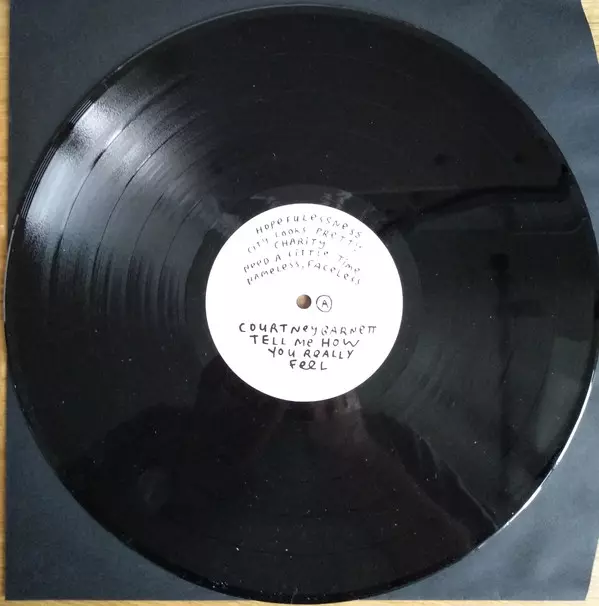 HOPEFULESSNESS
CITY LOOKS PRETTY
CHARITY
NEED A LITTLE TIME
NAMELESS, FACELESS
A
COURTNEY BARNETT
TELL ME HOW
YOU REALLY
FEEL